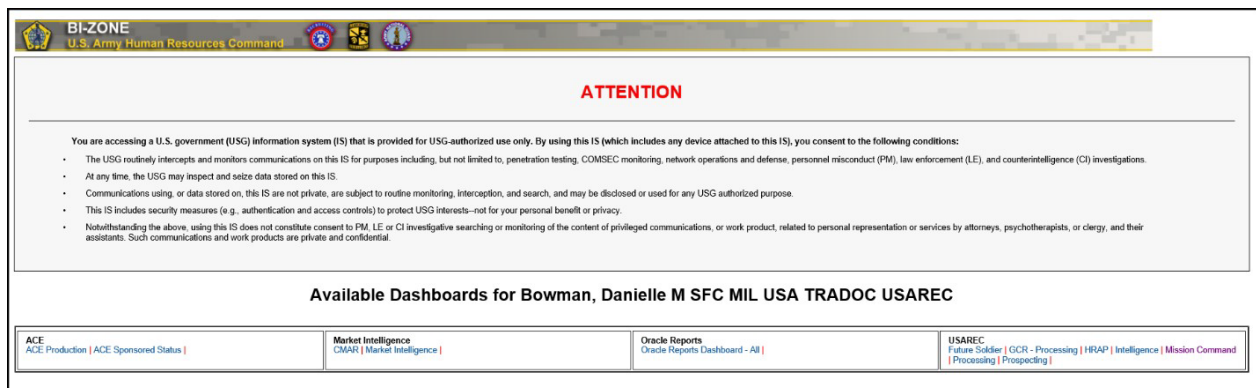 BI-ZONE
U.S. Army Human Resources Command
ATTENTION
You are accessing a U.S. government (USG) information system (IS) that is provided for USG-authorized use only. By using this IS (which includes any device attached to this IS), you consent to the following conditions:
• The USG routinely intercepts and monitors communications on this IS for purposes including, but not limited to, penetration testing, COMSEC monitoring, network operations and defense, personnel misconduct (PM), law enforcement (LE), and counterintelligence (CI) investigations.
• At any time, the USG may inspect and seize data stored on this IS.
• Communications using, or data stored on, this IS are not private, are subject to routine monitoring, interception, and search, and may be disclosed or used for any USG authorized purpose.
• This IS includes security measures (e.g., authentication and access controls) to protect USG interests--not for your personal benefit or privacy.
• Notwithstanding the above, using this IS does not constitute consent to PM, LE or CI investigative searching or monitoring of the content of privileged communications, or work product, related to personal representation or services by attorneys, psychotherapists, or clergy, and their
assistants. Such communications and work products are private and confidential.
Available Dashboards for Bowman, Danielle M SFC MIL USA TRADOC USAREC
ACE
ACE Production | ACE Sponsored Status |
Market Intelligence
CMAR | Market Intelligence |
Oracle Reports
Oracle Reports Dashboard - All |
USAREC
Future Soldier | GCR - Processing | HRAP | Intelligence | Mission Command
| Processing | Prospecting |